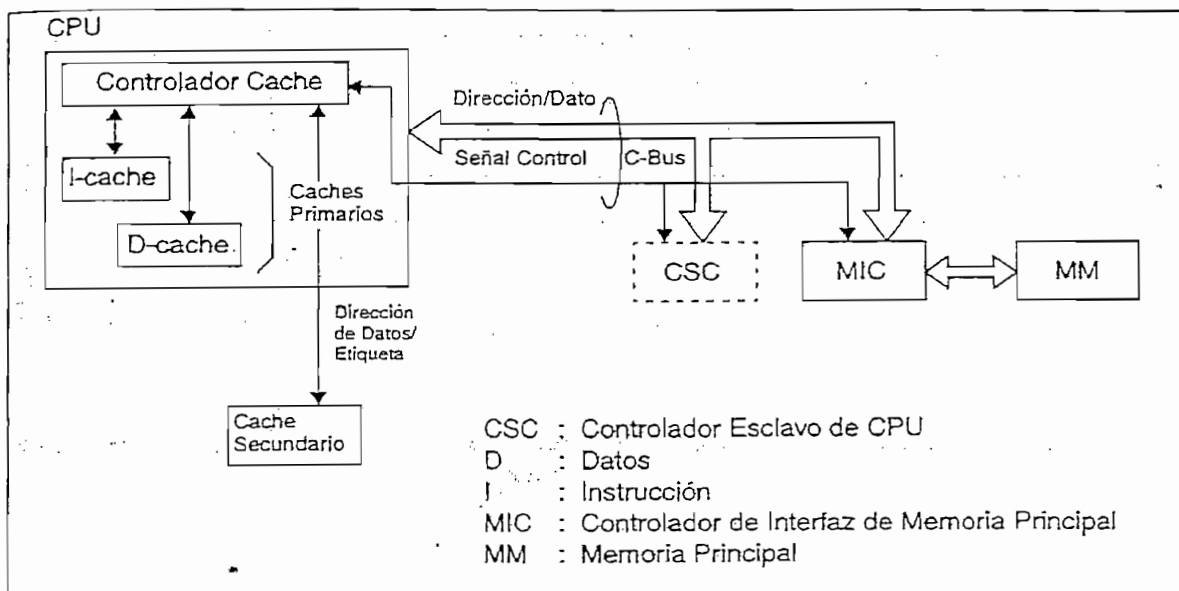 CPU
Controlador Cache
I-cache
D-cache
Caches
Primarios
Dirección/Dato
Señal Control
C-Bus
CSC
MIC
MM
Dirección
de Datos/
Etiqueta
Cache
Secundario
CSC : Controlador Esclavo de CPU
D : Datos
I : Instrucción
MIC : Controlador de Interfaz de Memoria Principal
MM : Memoria Principal